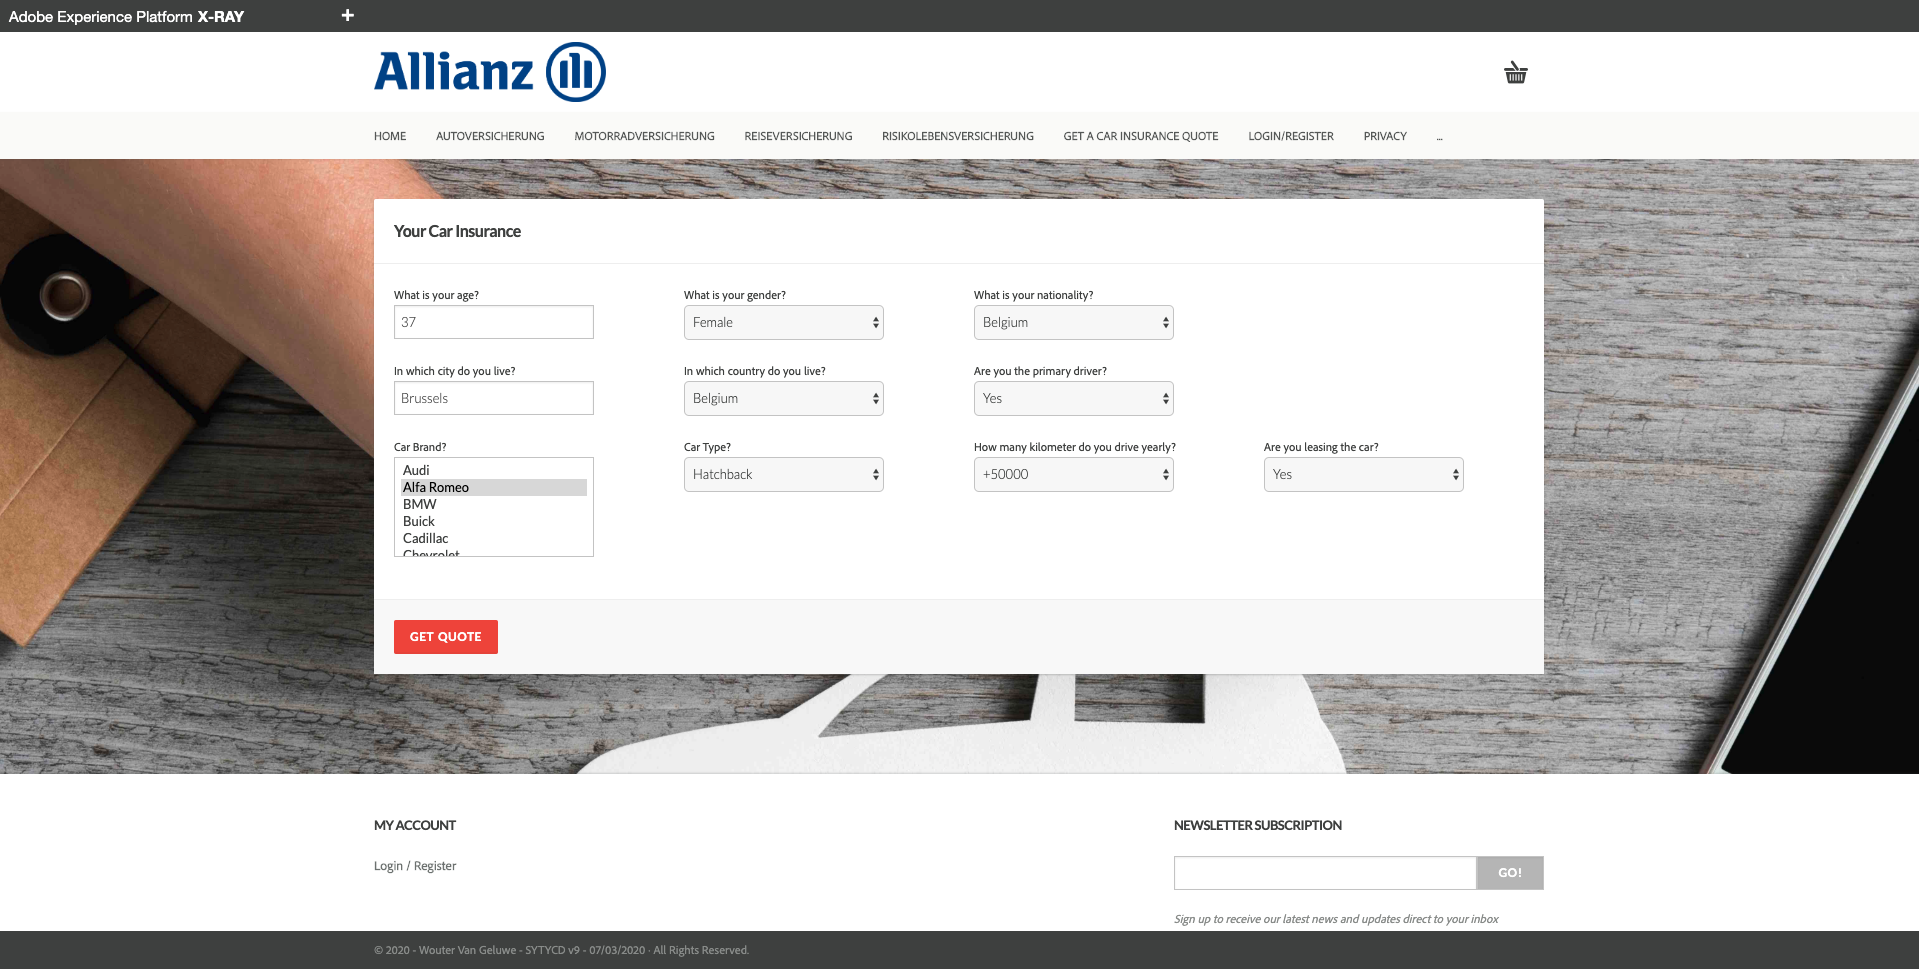 Adobe Experience Platform X-RAY
Allianz
HOME AUTOVERSICHERUNG MOTORRADVERSICHERUNG REISEVERSICHERUNG RISIKOLEBENSVERSICHERUNG GET A CAR INSURANCE QUOTE LOGIN/REGISTER PRIVACY ...
Your Car Insurance
What is your age? What is your gender? What is your nationality?
37 Female Belgium
In which city do you live? In which country do you live? Are you the primary driver?
Brussels Belgium Yes
Car Brand? Car Type? How many kilometer do you drive yearly? Are you leasing the car?
Audi Hatchback +50000 Yes
Alfa Romeo
BMW
Buick
Cadillac
Chevrolet
GET QUOTE
MY ACCOUNT NEWSLETTER SUBSCRIPTION
Login / Register GO!
Sign up to receive our latest news and updates direct to your inbox
© 2020 - Wouter Van Geluwe - SYTYCD v9 - 07/03/2020 · All Rights Reserved.